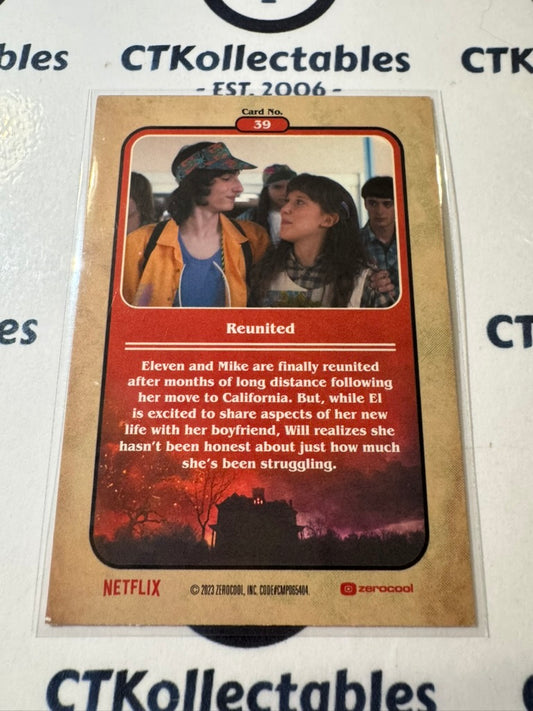 bles CTKollectables CTK
- EST. 2006 -
Card No.
39
Reunited
Eleven and Mike are finally reunited
after months of long distance following
her move to California. But, while El
is excited to share aspects of her new
life with her boyfriend, Will realizes she
hasn't been honest about just how much
she's been struggling.
ables
CT
NETFLIX © 2023 ZEROCOOL, INC. CODE#CMP085404. zerocool
CTKollectables